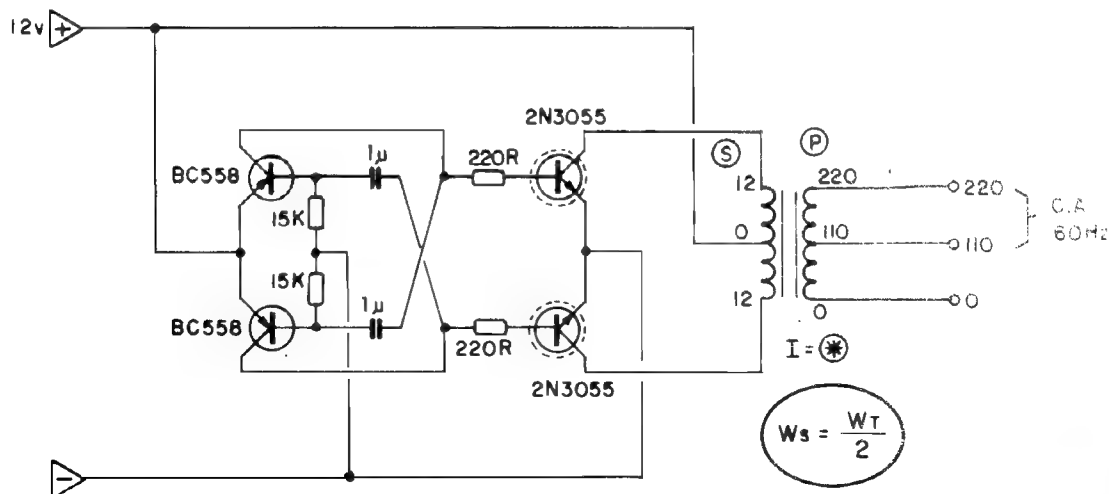 12v +
2N3055
BC558
1µ
220R
15K
15K
BC558
1µ
220R
2N3055
S
P
12
0
12
220
110
0
220
110
0
C.A
60Hz
I = *
Ws = WT/2
−